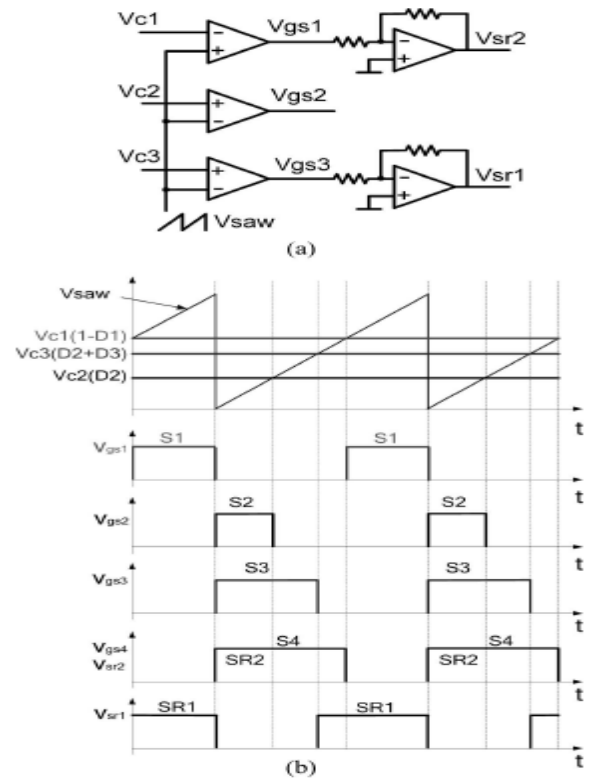 Vc1
Vgs1
Vsr2
Vc2
Vgs2
Vc3
Vgs3
Vsr1
Vsaw
(a)
Vsaw
Vc1(1-D1)
Vc3(D2+D3)
Vc2(D2)
t
Vgs1
S1
S1
t
Vgs2
S2
S2
t
Vgs3
S3
S3
t
Vgs4
Vsr2
SR2
S4
SR2
S4
t
Vsr1
SR1
SR1
t
(b)